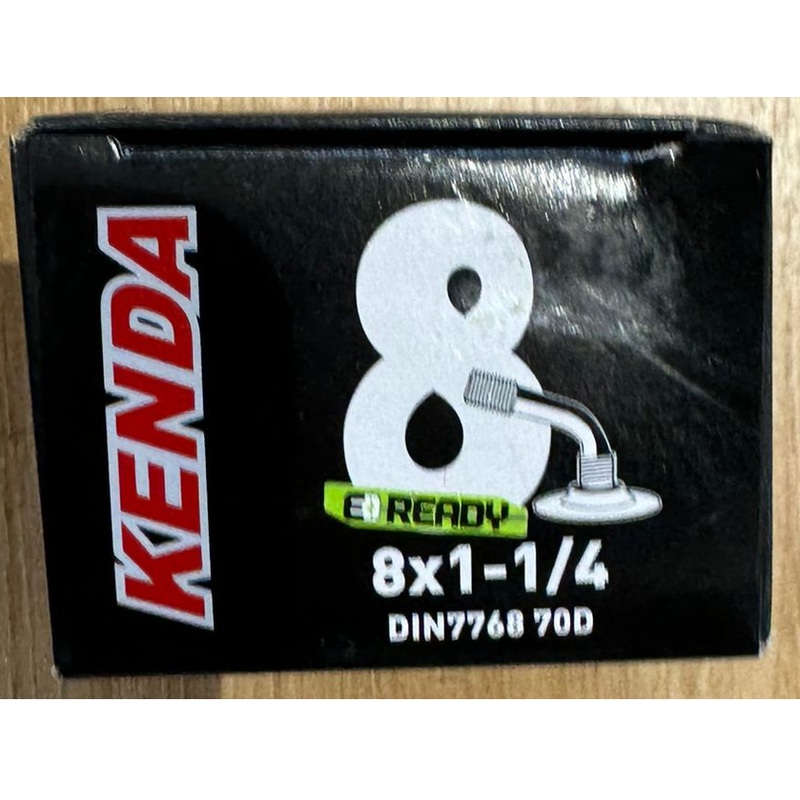 KENDA
8
E READY
8x1-1/4
DIN7768 70D